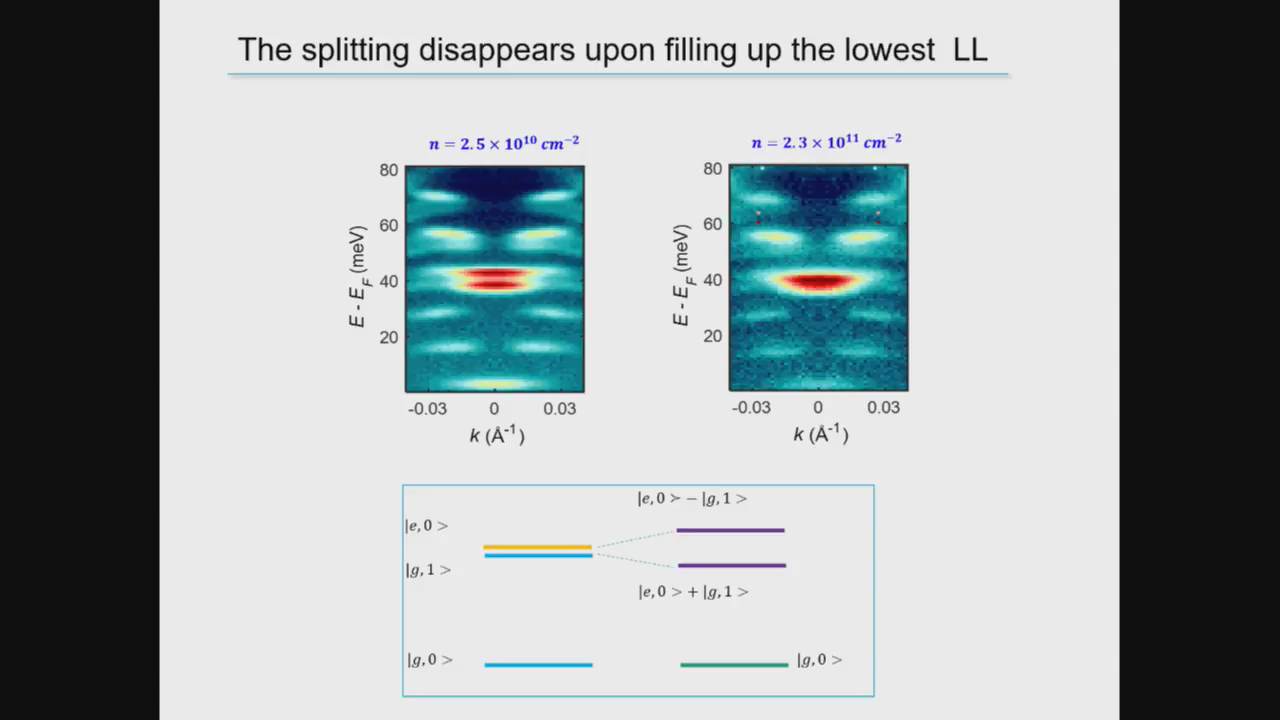 The splitting disappears upon filling up the lowest LL
n = 2.5 × 10¹⁰ cm⁻²
80
60
40
20
E - E_F (meV)
-0.03 0 0.03
k (Å⁻¹)
n = 2.3 × 10¹¹ cm⁻²
80
60
40
20
E - E_F (meV)
-0.03 0 0.03
k (Å⁻¹)
|e, 0 > − |g, 1 >
|e, 0 >
|g, 1 >
|e, 0 > + |g, 1 >
|g, 0 >
|g, 0 >